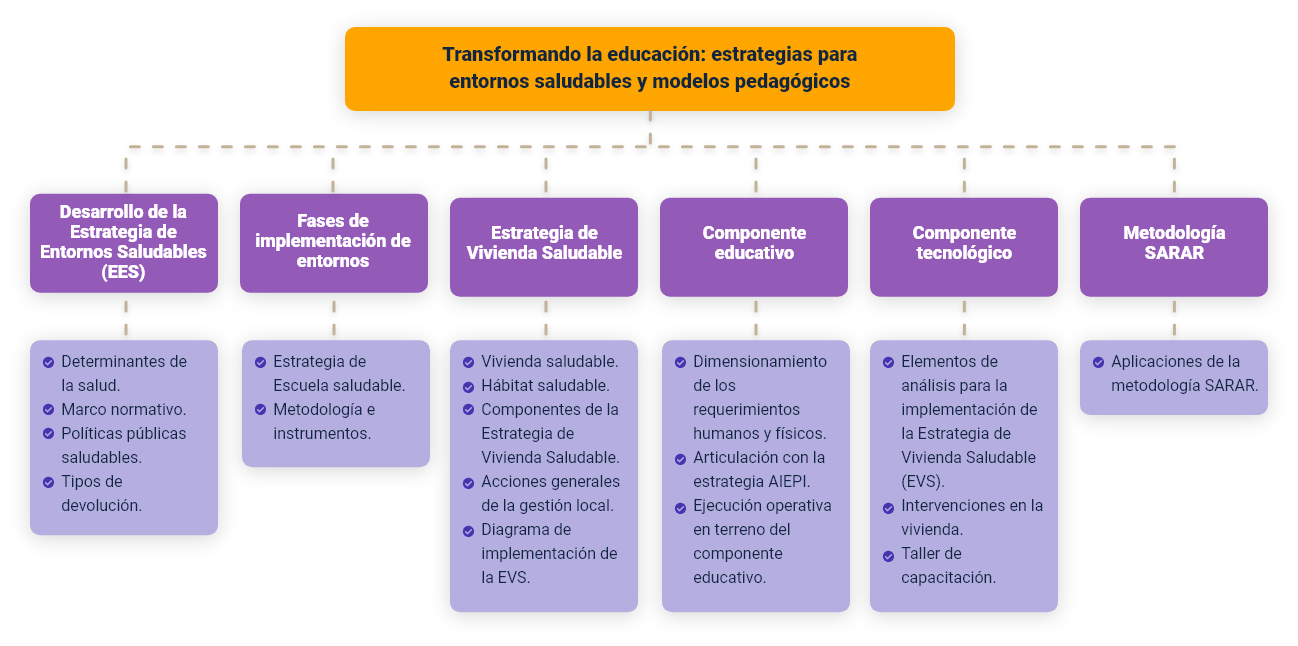 Transformando la educación: estrategias para
entornos saludables y modelos pedagógicos
Desarrollo de la
Estrategia de
Entornos Saludables
(EES)
Fases de
implementación de
entornos
Estrategia de
Vivienda Saludable
Componente
educativo
Componente
tecnológico
Metodología
SARAR
Determinantes de
la salud.
Marco normativo.
Políticas públicas
saludables.
Tipos de
devolución.
Estrategia de
Escuela saludable.
Metodología e
instrumentos.
Vivienda saludable.
Hábitat saludable.
Componentes de la
Estrategia de
Vivienda Saludable.
Acciones generales
de la gestión local.
Diagrama de
implementación de
la EVS.
Dimensionamiento
de los
requerimientos
humanos y físicos.
Articulación con la
estrategia AIEPI.
Ejecución operativa
en terreno del
componente
educativo.
Elementos de
análisis para la
implementación de
la Estrategia de
Vivienda Saludable
(EVS).
Intervenciones en la
vivienda.
Taller de
capacitación.
Aplicaciones de la
metodología SARAR.